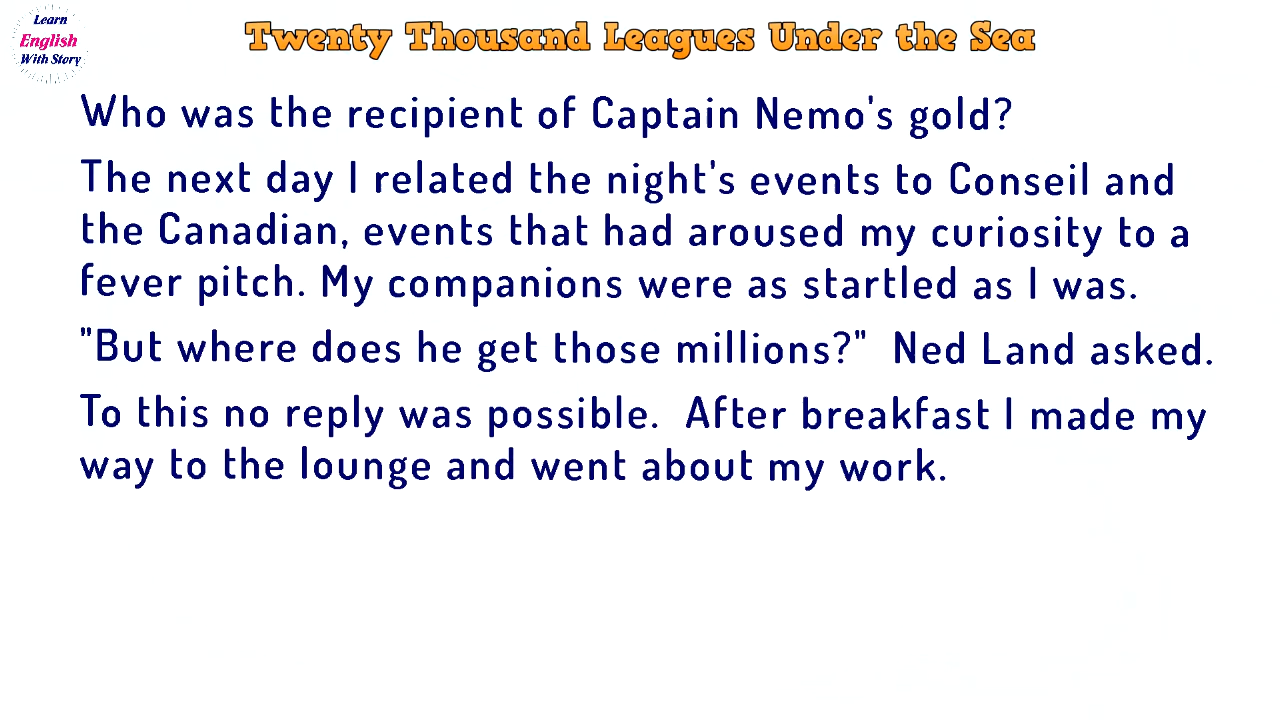 Learn
English
With Story
Twenty Thousand Leagues Under the Sea
Who was the recipient of Captain Nemo's gold?
The next day I related the night's events to Conseil and
the Canadian, events that had aroused my curiosity to a
fever pitch. My companions were as startled as I was.
"But where does he get those millions?"  Ned Land asked.
To this no reply was possible.  After breakfast I made my
way to the lounge and went about my work.